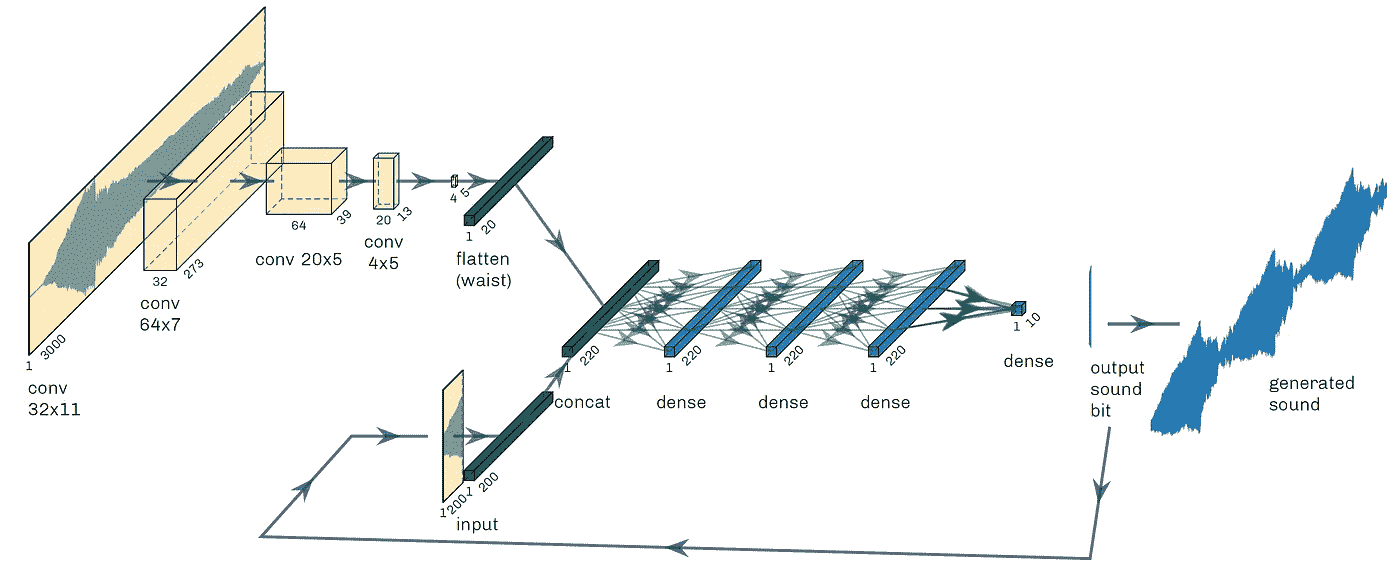 1 3000
conv
32x11
32 273
conv
64x7
64 39
conv 20x5
20 13
conv
4x5
4 5
1 20
flatten
(waist)
1 220
concat
1 220
dense
1 220
dense
1 220
dense
1 10
dense
output
sound
bit
generated
sound
1 200
1 200
input